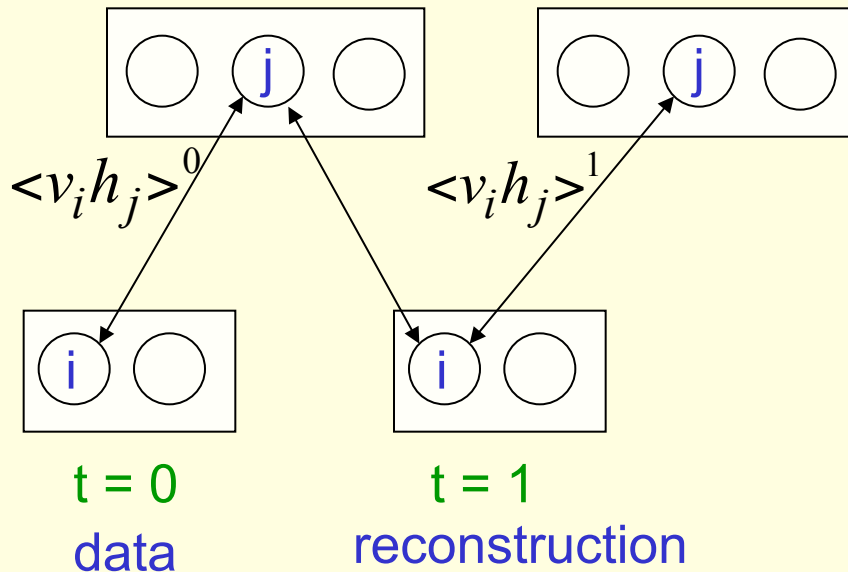 j j
<v_i h_j>^0 <v_i h_j>^1
i i
t = 0 t = 1
data reconstruction